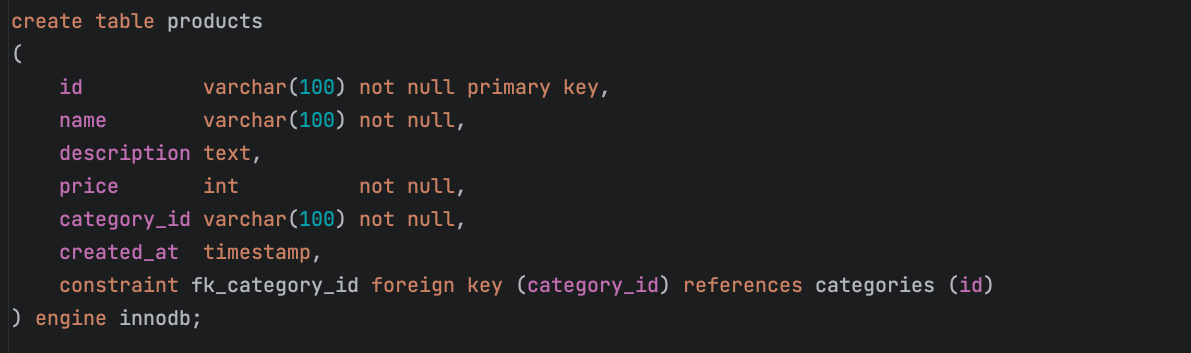 create table products
(
    id          varchar(100) not null primary key,
    name        varchar(100) not null,
    description text,
    price       int          not null,
    category_id varchar(100) not null,
    created_at  timestamp,
    constraint fk_category_id foreign key (category_id) references categories (id)
) engine innodb;